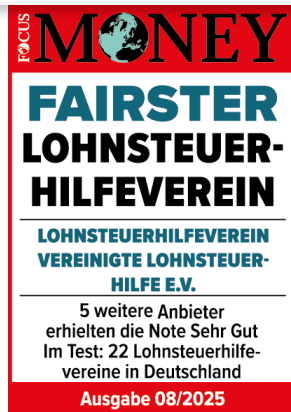 FOCUS
MONEY
FAIRSTER
LOHNSTEUER-
HILFEVEREIN
LOHNSTEUERHILFEVEREIN
VEREINIGTE LOHNSTEUER-
HILFE E.V.
5 weitere Anbieter
erhielten die Note Sehr Gut
Im Test: 22 Lohnsteuerhilfe-
vereine in Deutschland
Ausgabe 08/2025